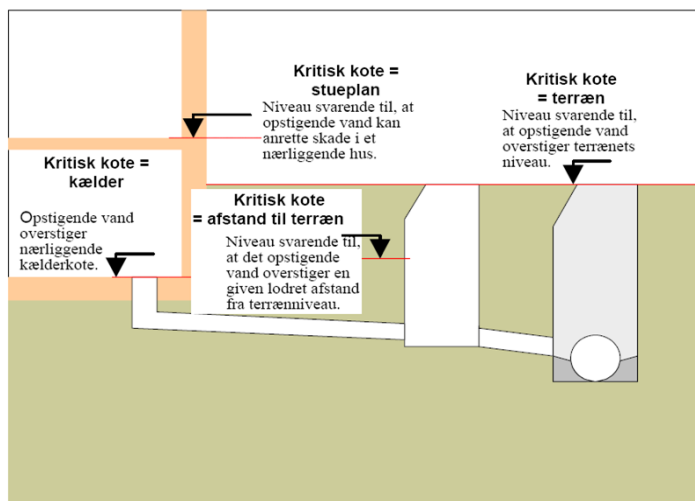 Kritisk kote =
stueplan
Niveau svarende til, at
opstigende vand kan
anrette skade i et
nærliggende hus.
Kritisk kote
= terræn
Niveau svarende til,
at opstigende vand
overstiger terrænets
niveau.
Kritisk kote =
kælder
Opstigende vand
overstiger
nærliggende
kælderkote.
Kritisk kote
= afstand til terræn
Niveau svarende til,
at det opstigende
vand overstiger en
given lodret afstand
fra terrænniveau.